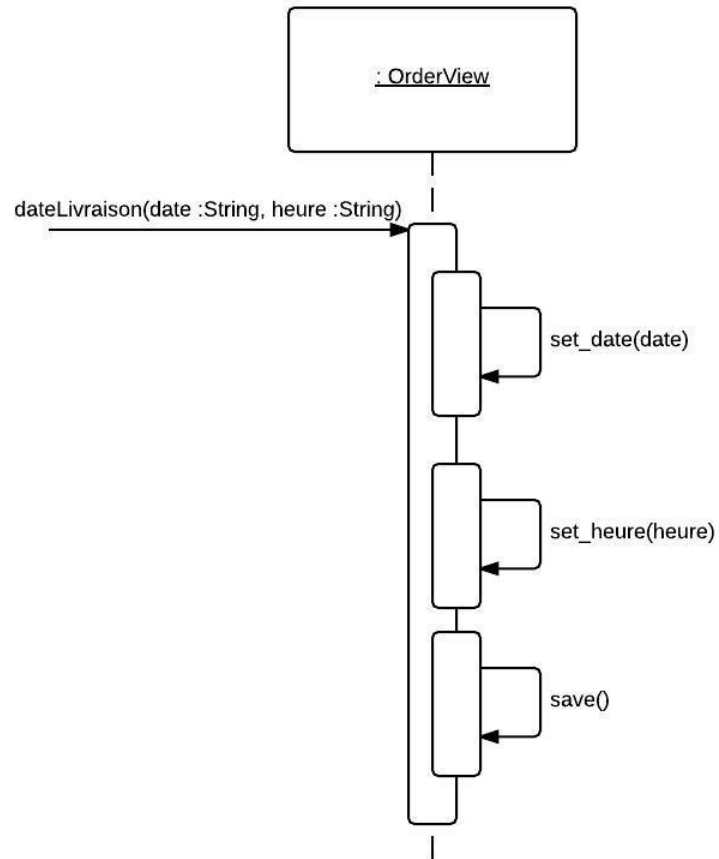 : OrderView
dateLivraison(date :String, heure :String)
set_date(date)
set_heure(heure)
save()